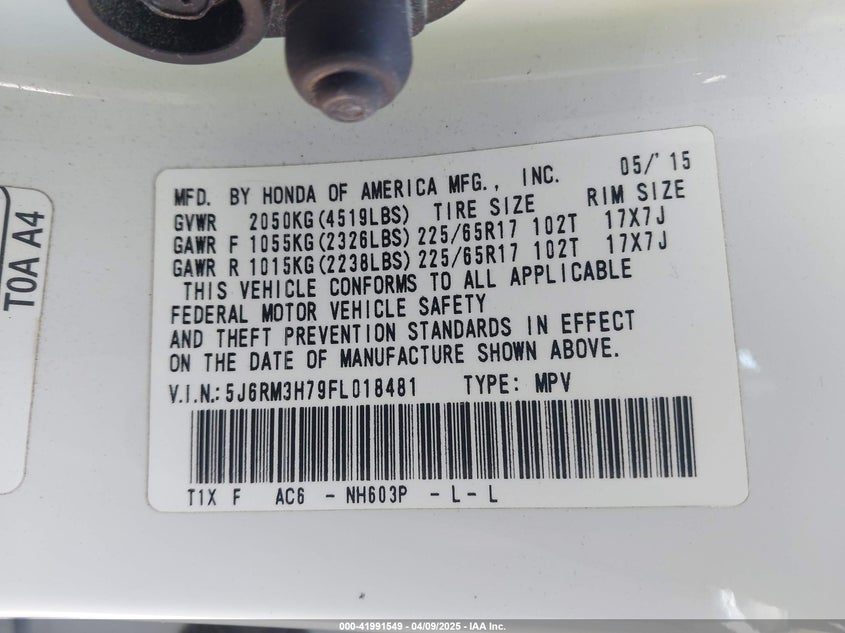 MFD. BY HONDA OF AMERICA MFG., INC. 05/'15
GVWR 2050KG(4519LBS) TIRE SIZE RIM SIZE
GAWR F 1055KG(2326LBS) 225/65R17 102T 17X7J
GAWR R 1015KG(2238LBS) 225/65R17 102T 17X7J
THIS VEHICLE CONFORMS TO ALL APPLICABLE
FEDERAL MOTOR VEHICLE SAFETY
AND THEFT PREVENTION STANDARDS IN EFFECT
ON THE DATE OF MANUFACTURE SHOWN ABOVE.
V.I.N.: 5J6RM3H79FL018481 TYPE: MPV
T1X F AC6 - NH603P - L - L
T0A A4
000-41991549 - 04/09/2025 - IAA Inc.